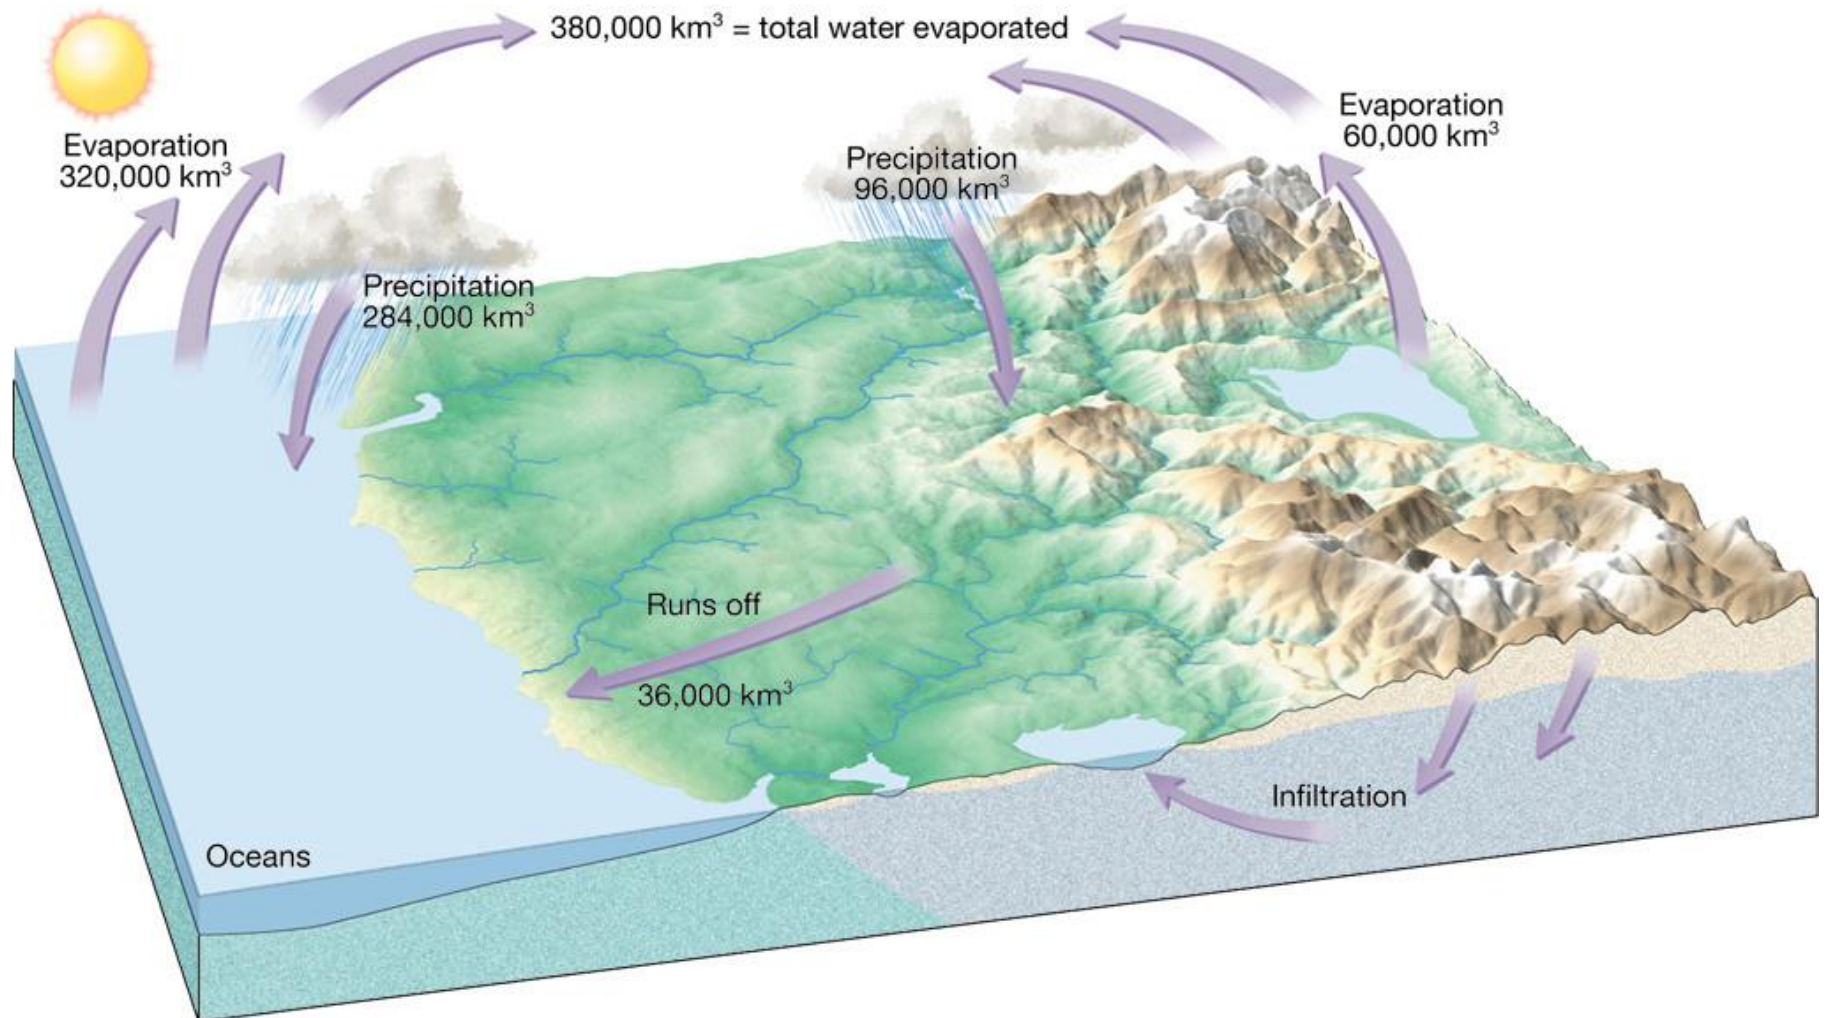 380,000 km³ = total water evaporated
Evaporation
320,000 km³
Precipitation
284,000 km³
Precipitation
96,000 km³
Evaporation
60,000 km³
Runs off
36,000 km³
Infiltration
Oceans